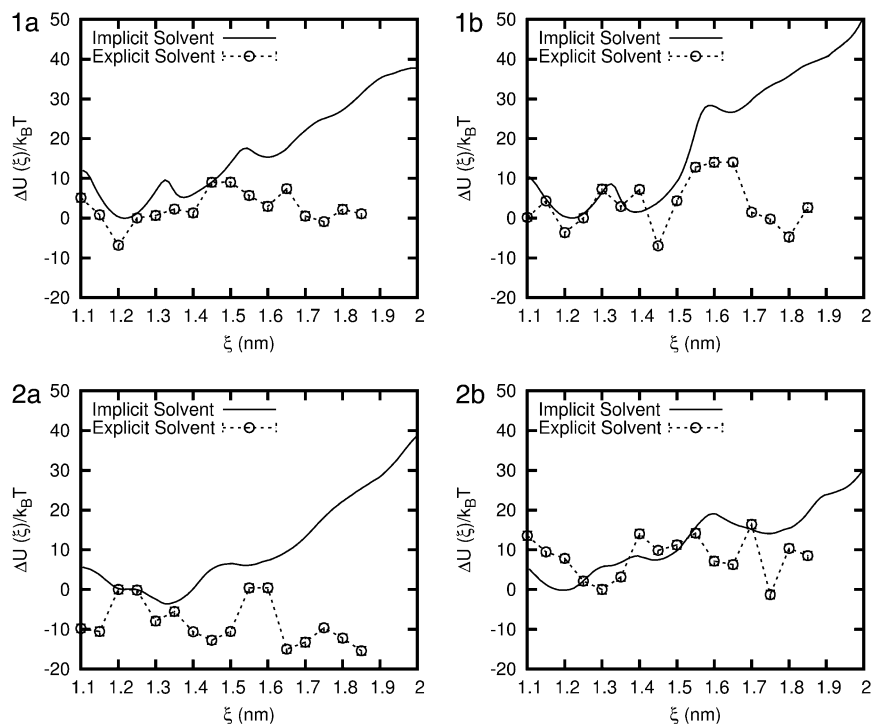 1a
50
40
30
20
10
0
-10
-20
ΔU (ξ)/kBT
Implicit Solvent
Explicit Solvent
1.1 1.2 1.3 1.4 1.5 1.6 1.7 1.8 1.9 2
ξ (nm)
1b
50
40
30
20
10
0
-10
-20
ΔU (ξ)/kBT
Implicit Solvent
Explicit Solvent
1.1 1.2 1.3 1.4 1.5 1.6 1.7 1.8 1.9 2
ξ (nm)
2a
50
40
30
20
10
0
-10
-20
ΔU (ξ)/kBT
Implicit Solvent
Explicit Solvent
1.1 1.2 1.3 1.4 1.5 1.6 1.7 1.8 1.9 2
ξ (nm)
2b
50
40
30
20
10
0
-10
-20
ΔU (ξ)/kBT
Implicit Solvent
Explicit Solvent
1.1 1.2 1.3 1.4 1.5 1.6 1.7 1.8 1.9 2
ξ (nm)